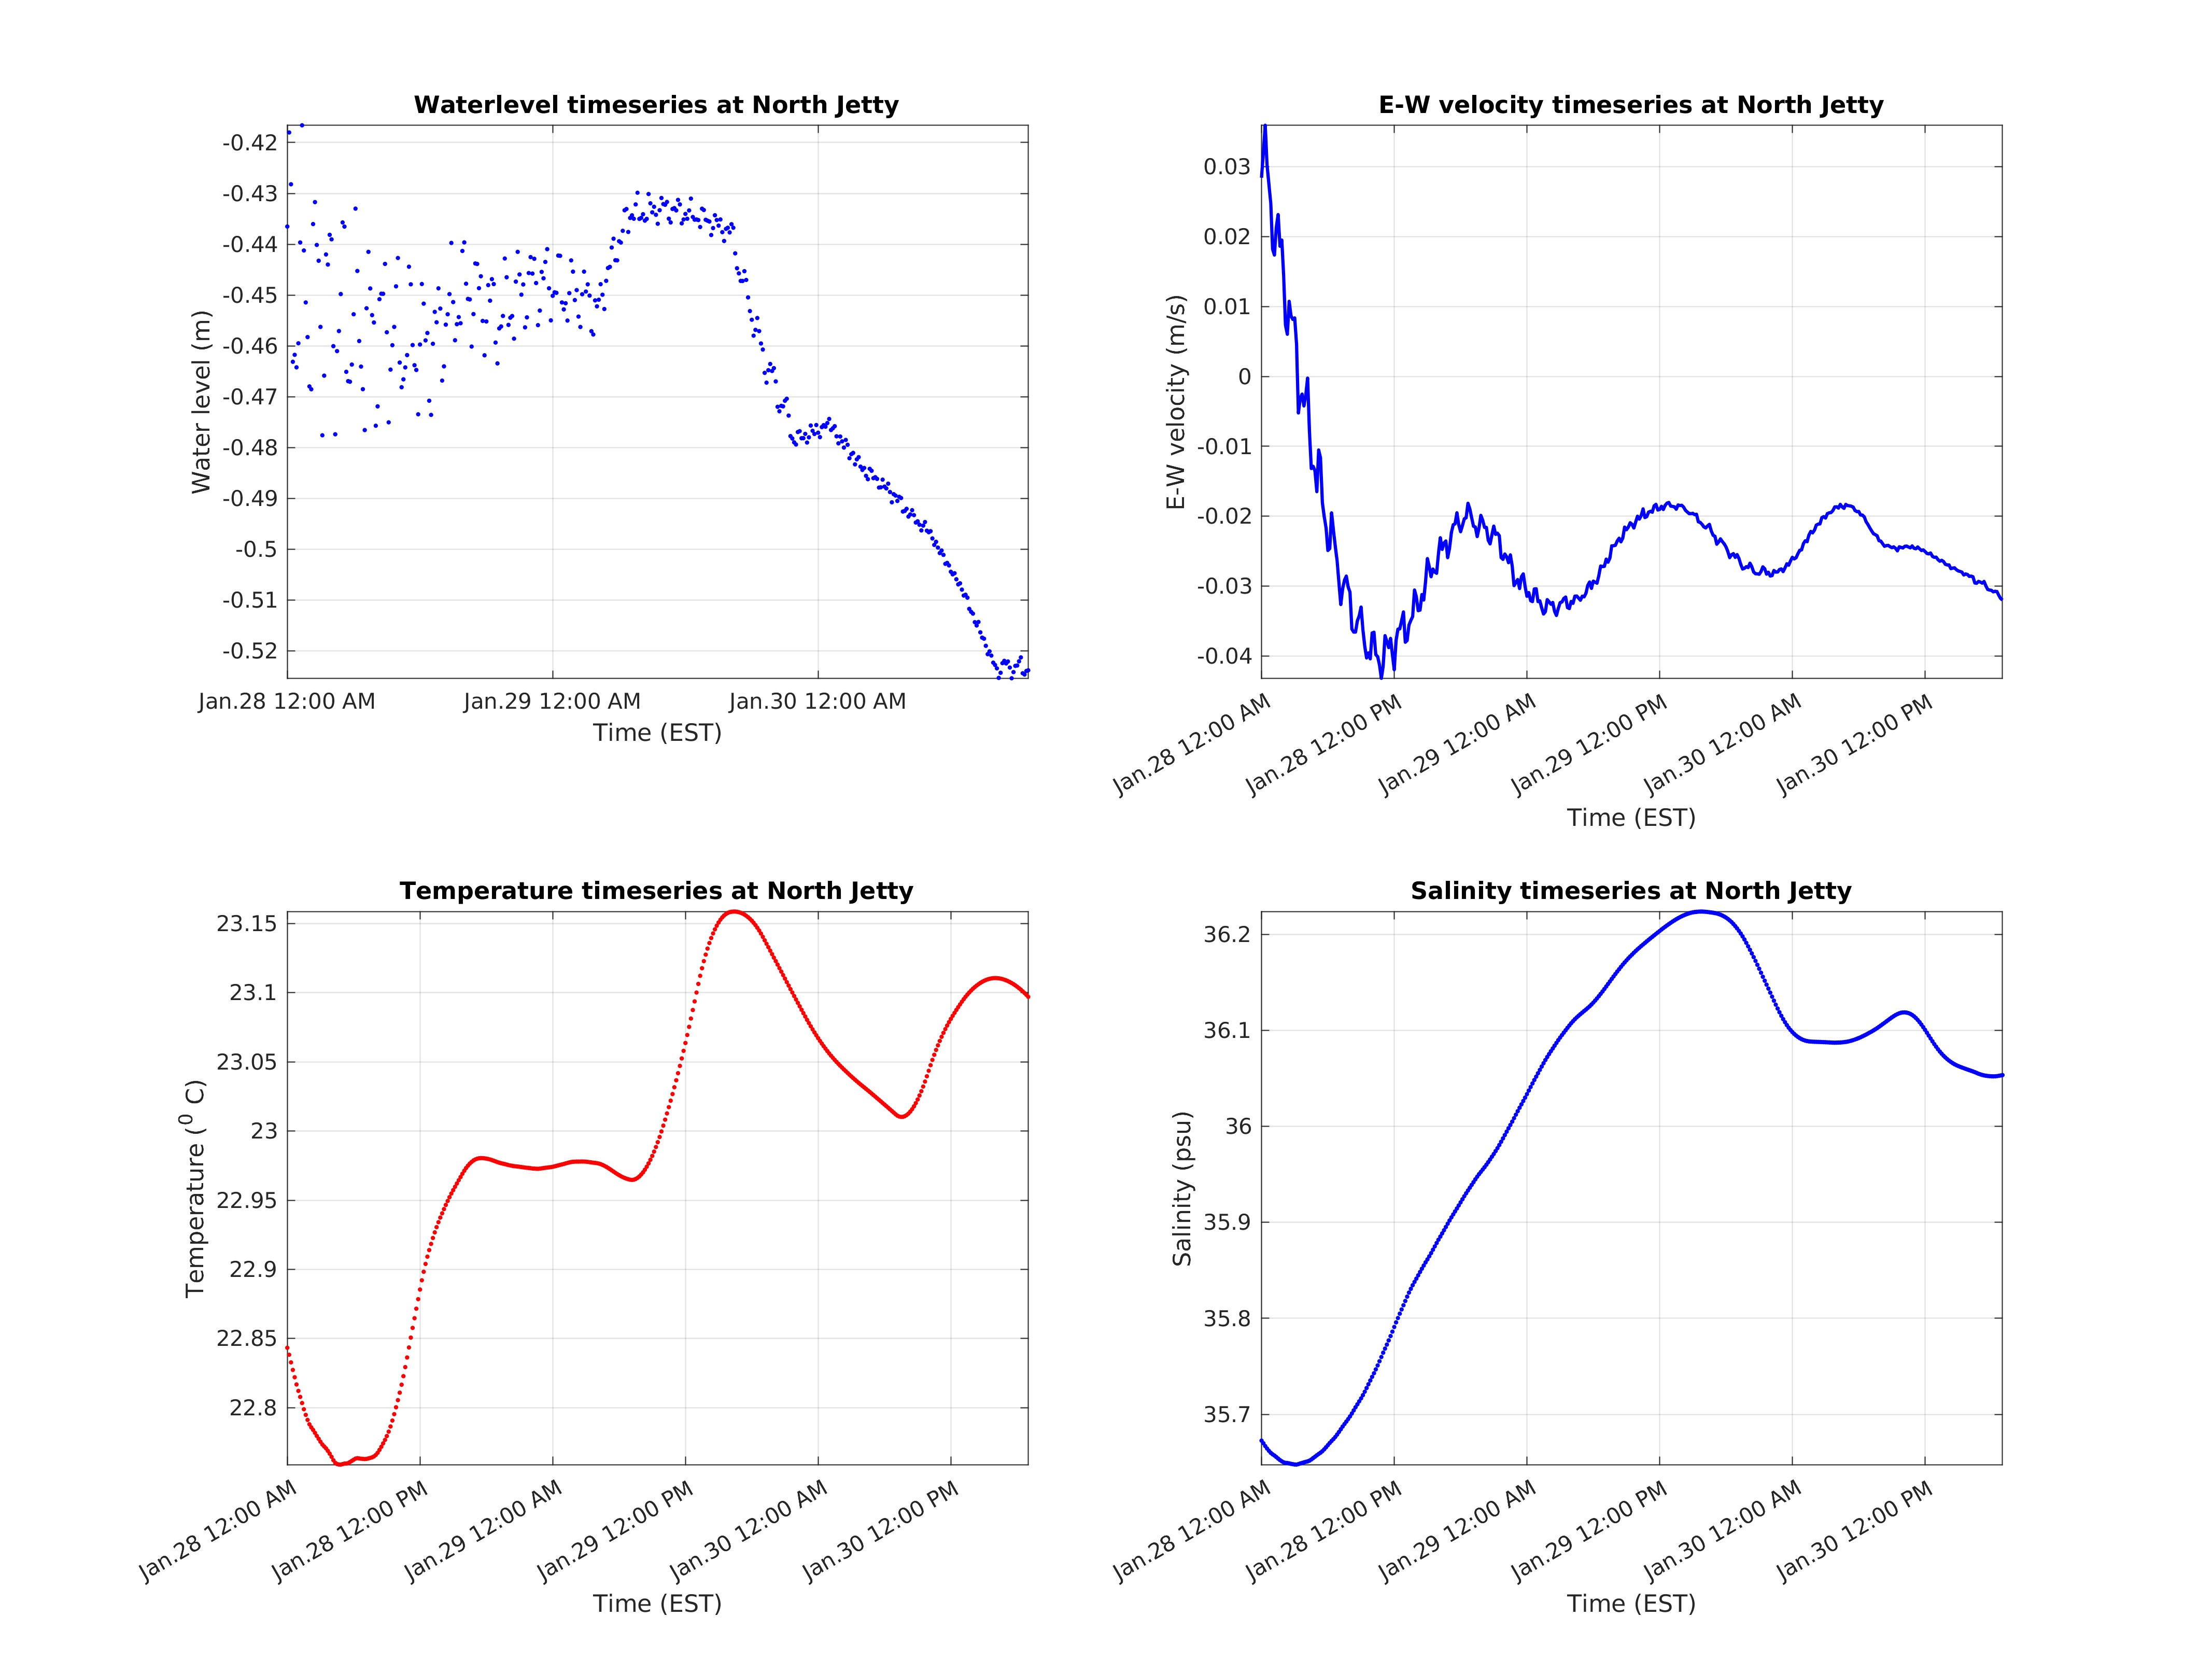 Waterlevel timeseries at North Jetty
-0.42
-0.43
-0.44
-0.45
-0.46
-0.47
-0.48
-0.49
-0.5
-0.51
-0.52
Water level (m)
Jan.28 12:00 AM
Jan.29 12:00 AM
Jan.30 12:00 AM
Time (EST)
E-W velocity timeseries at North Jetty
0.03
0.02
0.01
0
-0.01
-0.02
-0.03
-0.04
E-W velocity (m/s)
Jan.28 12:00 AM
Jan.28 12:00 PM
Jan.29 12:00 AM
Jan.29 12:00 PM
Jan.30 12:00 AM
Jan.30 12:00 PM
Time (EST)
Temperature timeseries at North Jetty
23.15
23.1
23.05
23
22.95
22.9
22.85
22.8
Temperature (⁰ C)
Jan.28 12:00 AM
Jan.28 12:00 PM
Jan.29 12:00 AM
Jan.29 12:00 PM
Jan.30 12:00 AM
Jan.30 12:00 PM
Time (EST)
Salinity timeseries at North Jetty
36.2
36.1
36
35.9
35.8
35.7
Salinity (psu)
Jan.28 12:00 AM
Jan.28 12:00 PM
Jan.29 12:00 AM
Jan.29 12:00 PM
Jan.30 12:00 AM
Jan.30 12:00 PM
Time (EST)